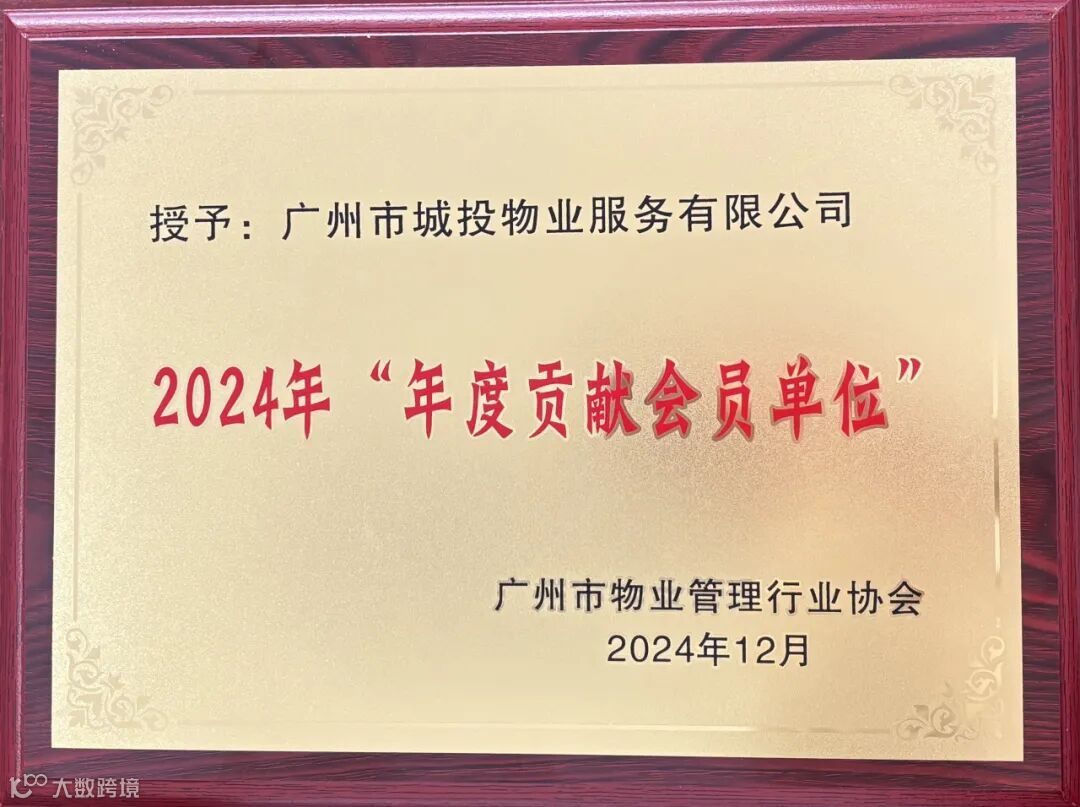 授予：广州市城投物业服务有限公司
2024年“年度贡献会员单位”
广州市物业管理行业协会
2024年12月
大数跨境